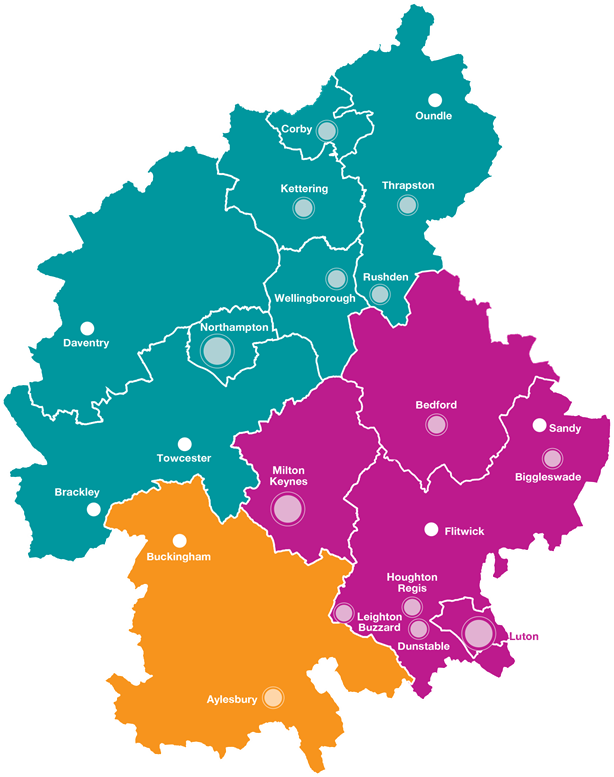 Oundle
Corby
Kettering
Thrapston
Rushden
Wellingborough
Northampton
Daventry
Bedford
Sandy
Towcester
Milton
Keynes
Biggleswade
Brackley
Flitwick
Buckingham
Houghton
Regis
Leighton
Buzzard
Dunstable
Luton
Aylesbury